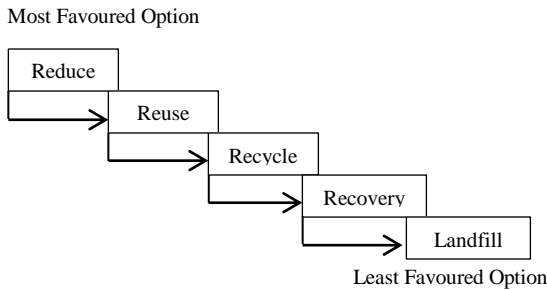 Most Favoured Option
Reduce
Reuse
Recycle
Recovery
Landfill
Least Favoured Option